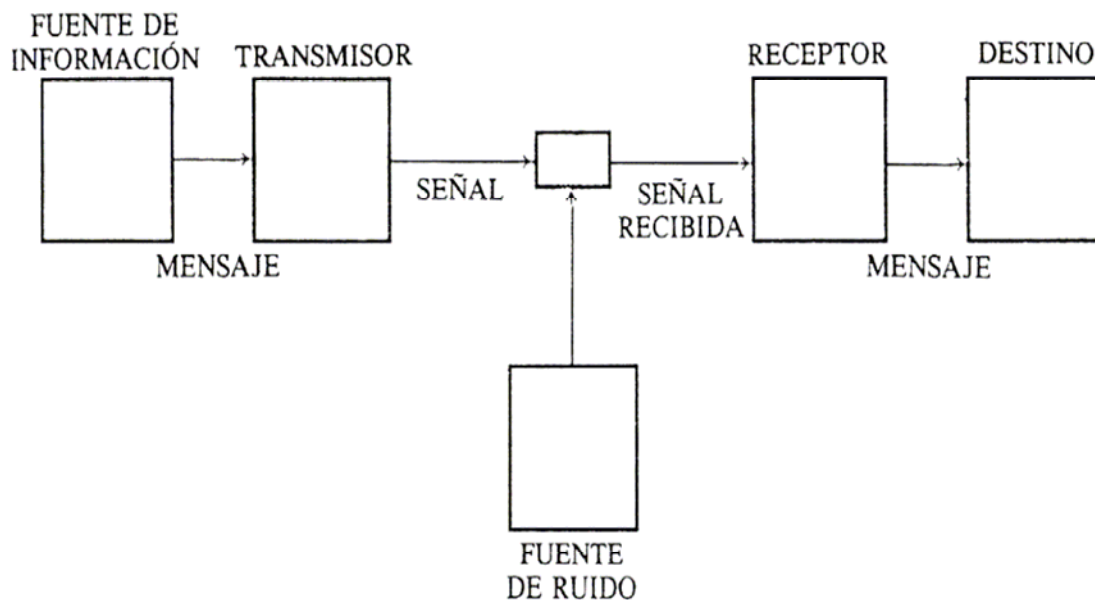 FUENTE DE
INFORMACIÓN
TRANSMISOR
RECEPTOR
DESTINO
SEÑAL
SEÑAL
RECIBIDA
MENSAJE
MENSAJE
FUENTE
DE RUIDO